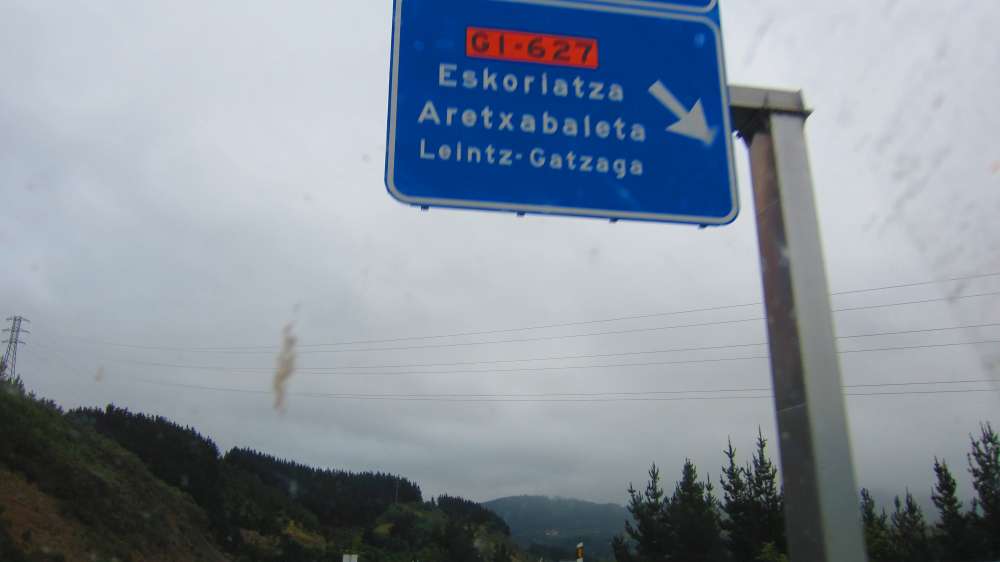 GI-627
Eskoriatza
Aretxabaleta
Leintz-Gatzaga